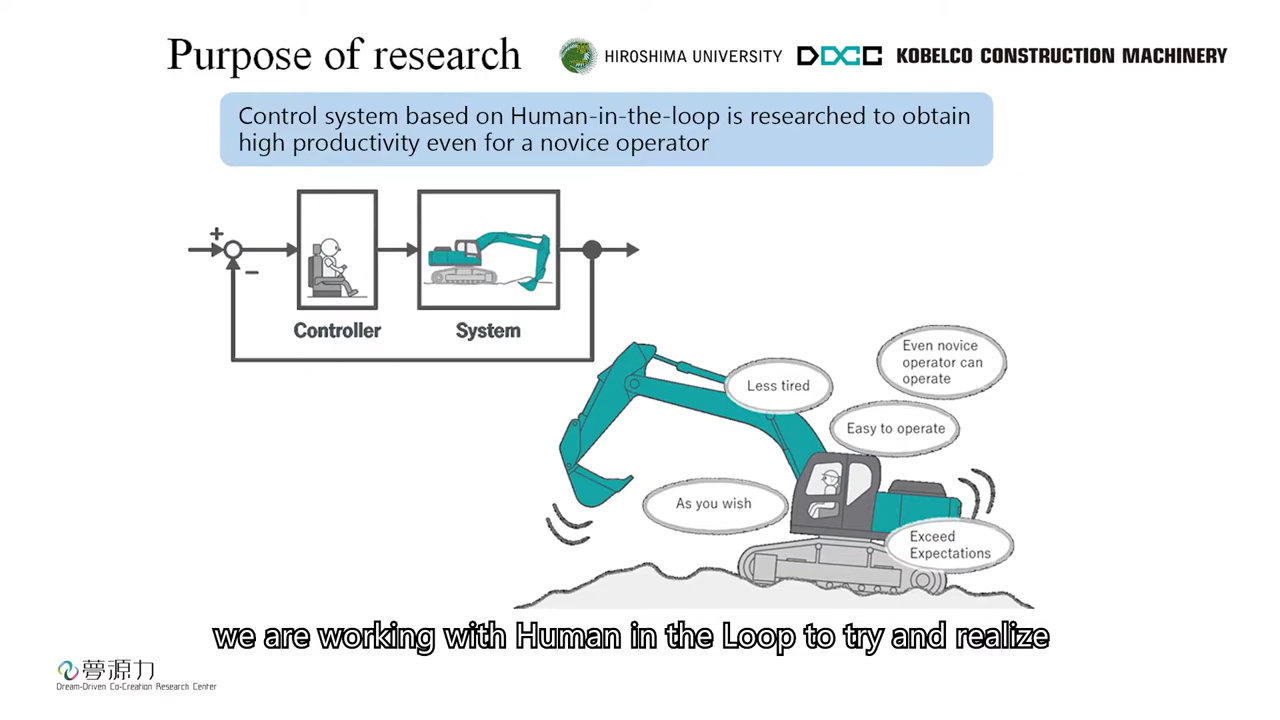 Purpose of research
HIROSHIMA UNIVERSITY
DXC KOBELCO CONSTRUCTION MACHINERY
Control system based on Human-in-the-loop is researched to obtain
high productivity even for a novice operator
+
−
Controller
System
Even novice
operator can
operate
Less tired
Easy to operate
As you wish
Exceed
Expectations
we are working with Human in the Loop to try and realize
夢源力
Dream-Driven Co-Creation Research Center